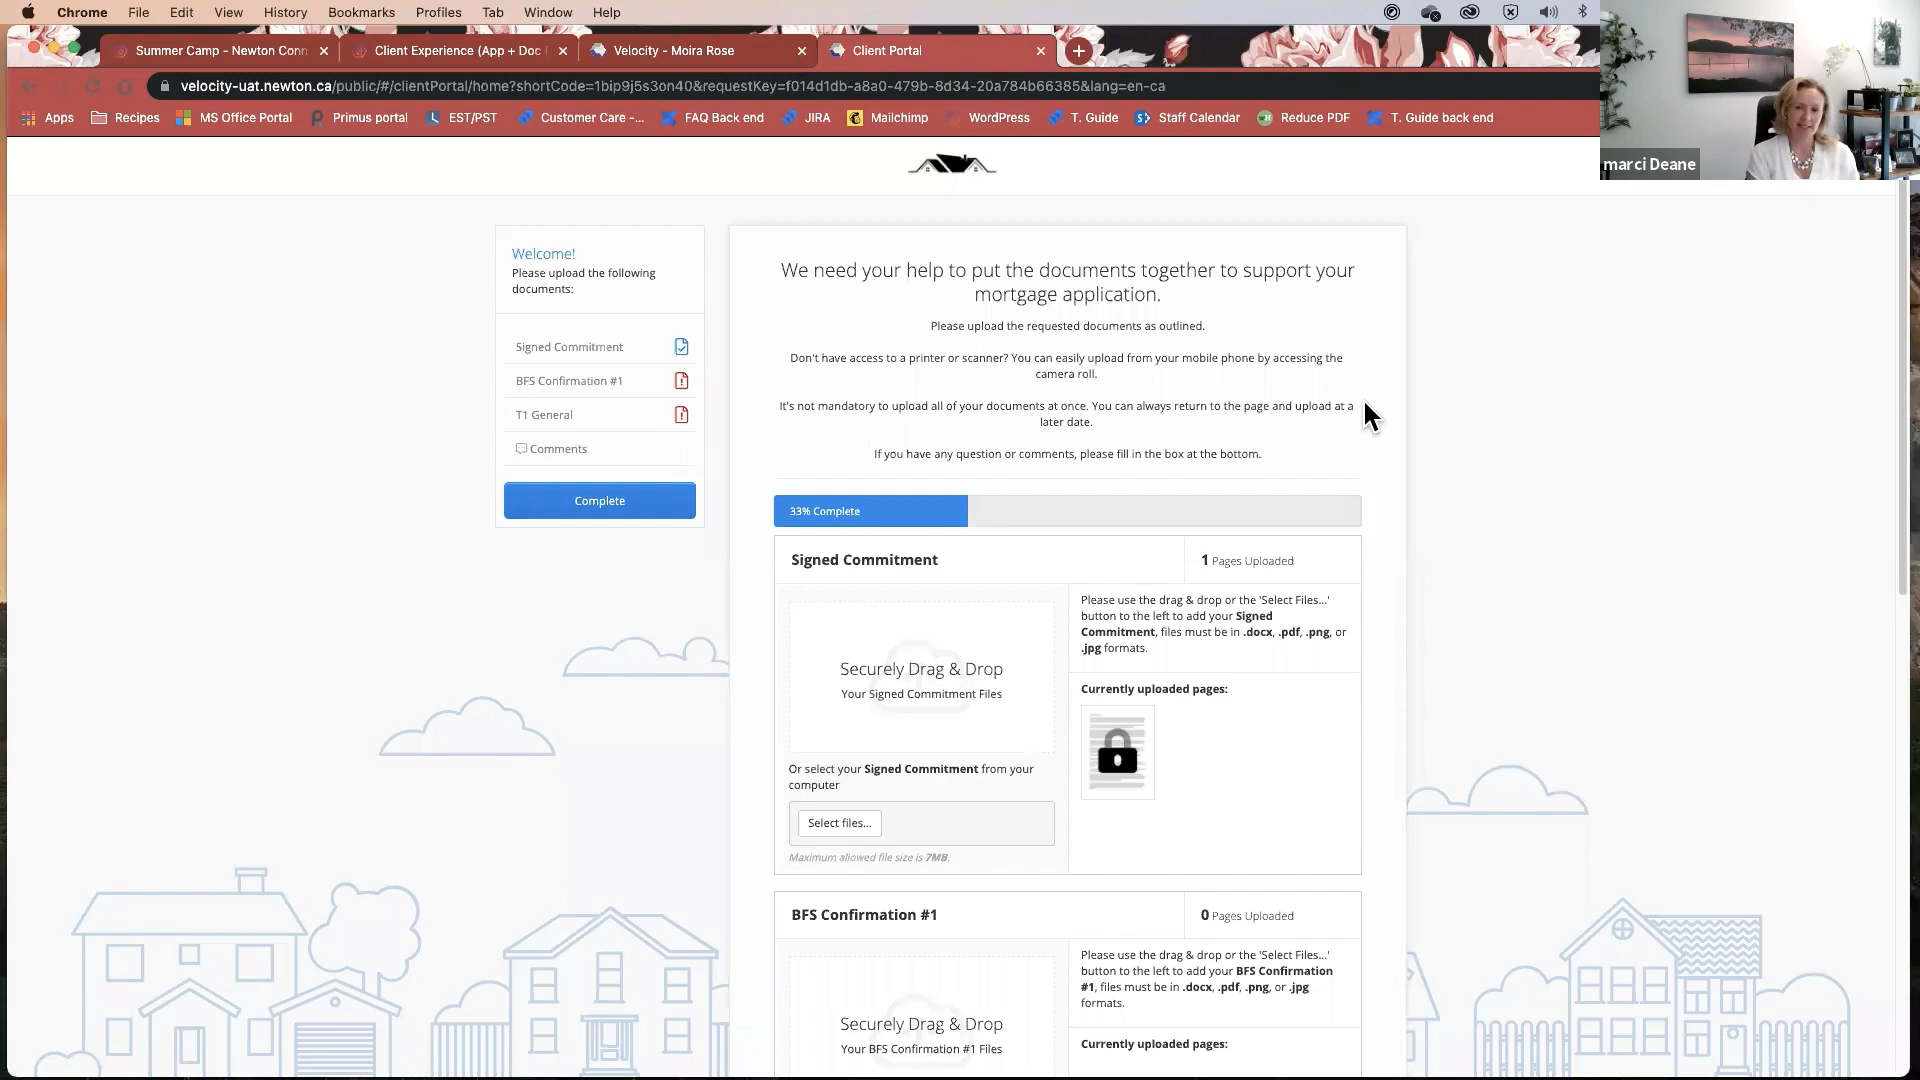 Chrome File Edit View History Bookmarks Profiles Tab Window Help
Summer Camp - Newton Conn
Client Experience (App + Doc
Velocity - Moira Rose
Client Portal
velocity-uat.newton.ca/public/#/clientPortal/home?shortCode=1bip9j5s3on40&requestKey=f014d1db-a8a0-479b-8d34-20a784b66385&lang=en-ca
Apps Recipes MS Office Portal Primus portal EST/PST Customer Care -... FAQ Back end JIRA Mailchimp WordPress T. Guide Staff Calendar Reduce PDF T. Guide back end
marci Deane
Welcome!
Please upload the following
documents:
Signed Commitment
BFS Confirmation #1
T1 General
Comments
Complete
We need your help to put the documents together to support your
mortgage application.
Please upload the requested documents as outlined.
Don't have access to a printer or scanner? You can easily upload from your mobile phone by accessing the
camera roll.
It's not mandatory to upload all of your documents at once. You can always return to the page and upload at a
later date.
If you have any question or comments, please fill in the box at the bottom.
33% Complete
Signed Commitment
1 Pages Uploaded
Securely Drag & Drop
Your Signed Commitment Files
Or select your Signed Commitment from your
computer
Select files...
Maximum allowed file size is 7MB.
Please use the drag & drop or the 'Select Files...'
button to the left to add your Signed
Commitment, files must be in .docx, .pdf, .png, or
.jpg formats.
Currently uploaded pages:
BFS Confirmation #1
0 Pages Uploaded
Securely Drag & Drop
Your BFS Confirmation #1 Files
Please use the drag & drop or the 'Select Files...'
button to the left to add your BFS Confirmation
#1, files must be in .docx, .pdf, .png, or .jpg
formats.
Currently uploaded pages: